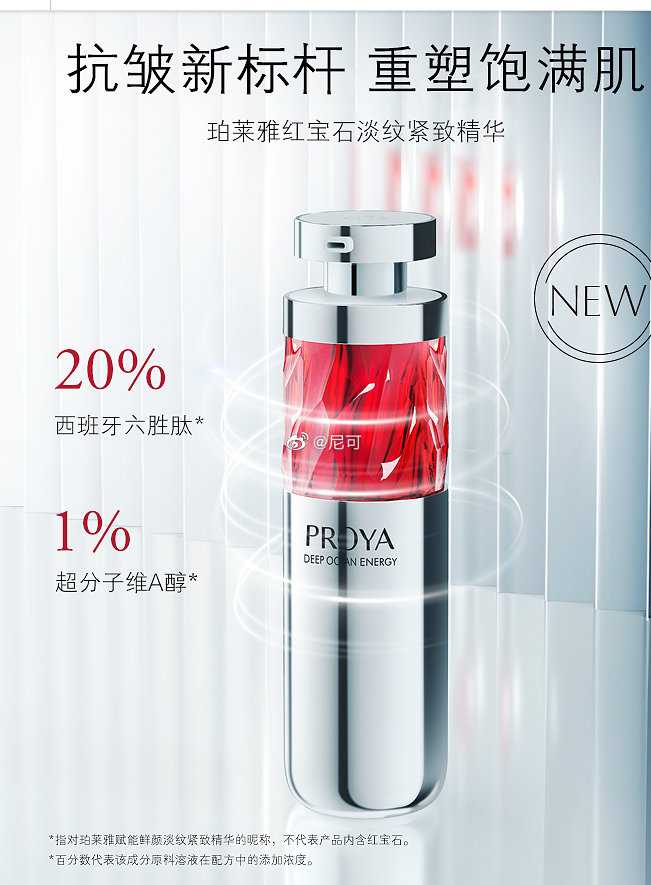 抗皱新标杆 重塑饱满肌
珀莱雅红宝石淡纹紧致精华
NEW
20%
西班牙六胜肽*
@尼可
1%
超分子维A醇*
PROYA
DEEP OCEAN ENERGY
*指对珀莱雅赋能鲜颜淡纹紧致精华的昵称，不代表产品内含红宝石。
*百分数代表该成分原料溶液在配方中的添加浓度。